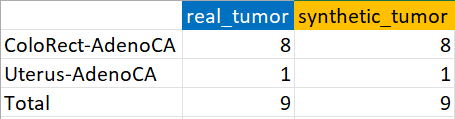 real_tumor synthetic_tumor
ColoRect-AdenoCA 8 8
Uterus-AdenoCA 1 1
Total 9 9